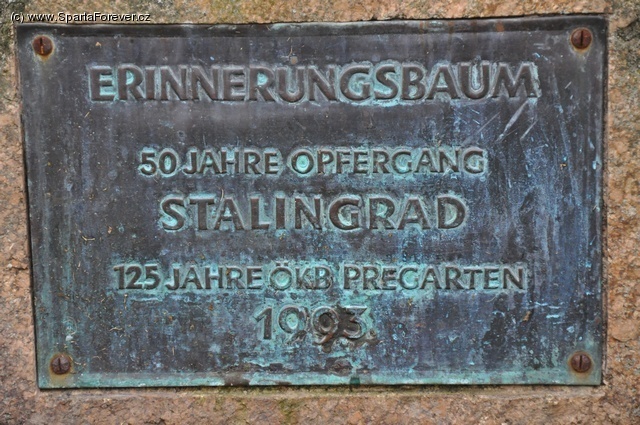 (c) www.SpartaForever.cz
ERINNERUNGSBAUM
50 JAHRE OPFERGANG
STALINGRAD
125 JAHRE ÖKB PREGARTEN
1993